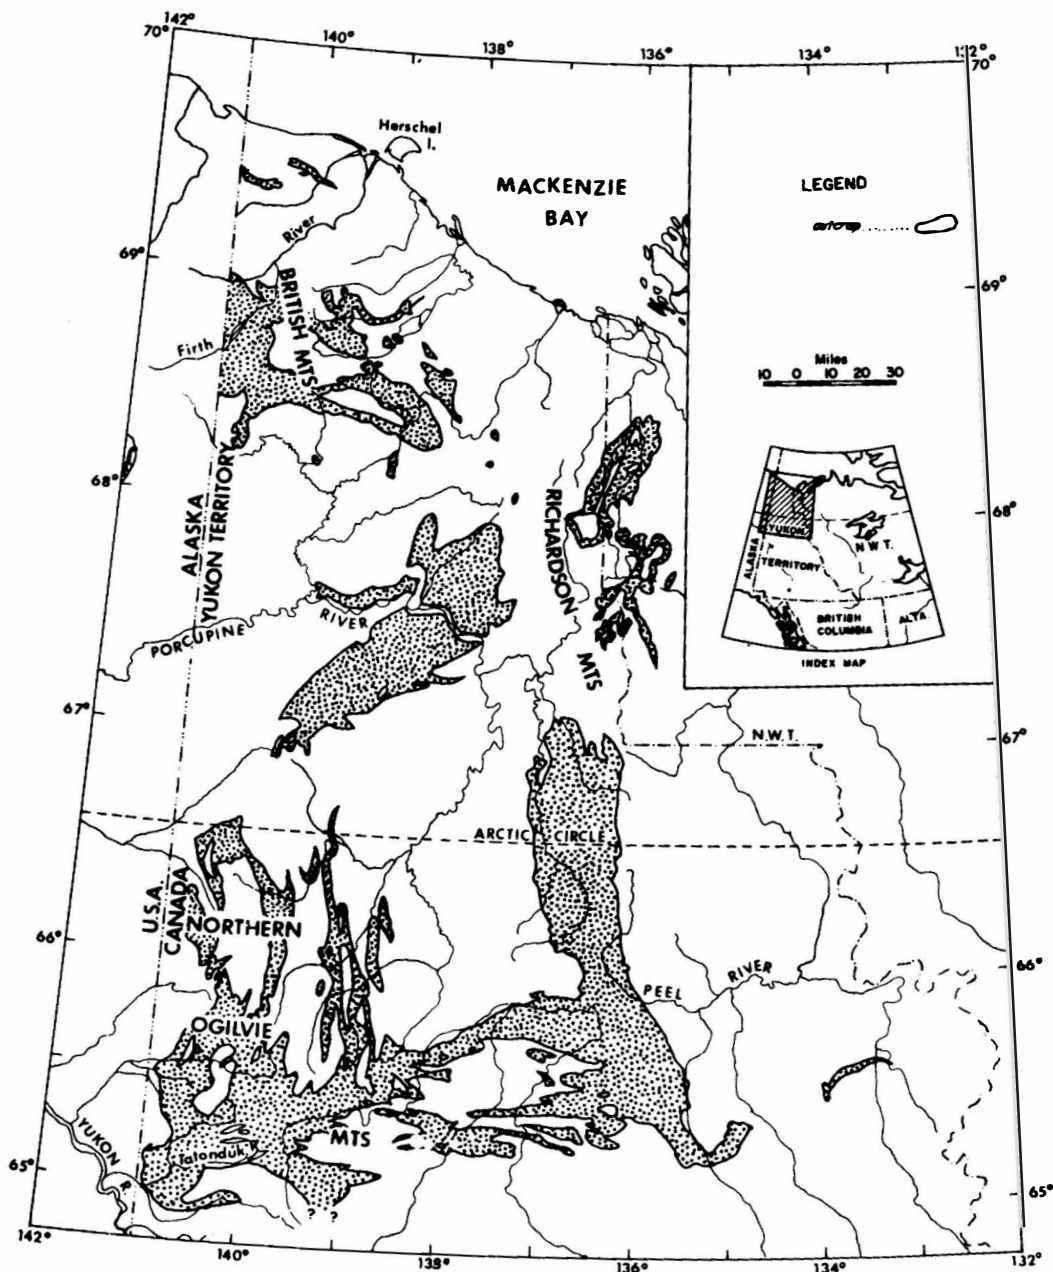 142°
70°
140°
138°
136°
134°
132°
70°
Herschel
I.
MACKENZIE
BAY
LEGEND
outcrop ........
River
69°
69°
BRITISH MTS
Firth
Miles
10 0 10 20 30
68°
68°
ALASKA
YUKON TERRITORY
RICHARDSON
MTS
YUKON
N.W.T.
ALASKA
TERRITORY
BRITISH
COLUMBIA
ALTA.
INDEX MAP
PORCUPINE
RIVER
67°
67°
N.W.T.
ARCTIC CIRCLE
U.S.A.
CANADA
NORTHERN
66°
66°
PEEL
RIVER
OGILVIE
MTS
YUKON R.
Tatonduk
65°
65°
? ?
142°
140°
138°
136°
134°
132°